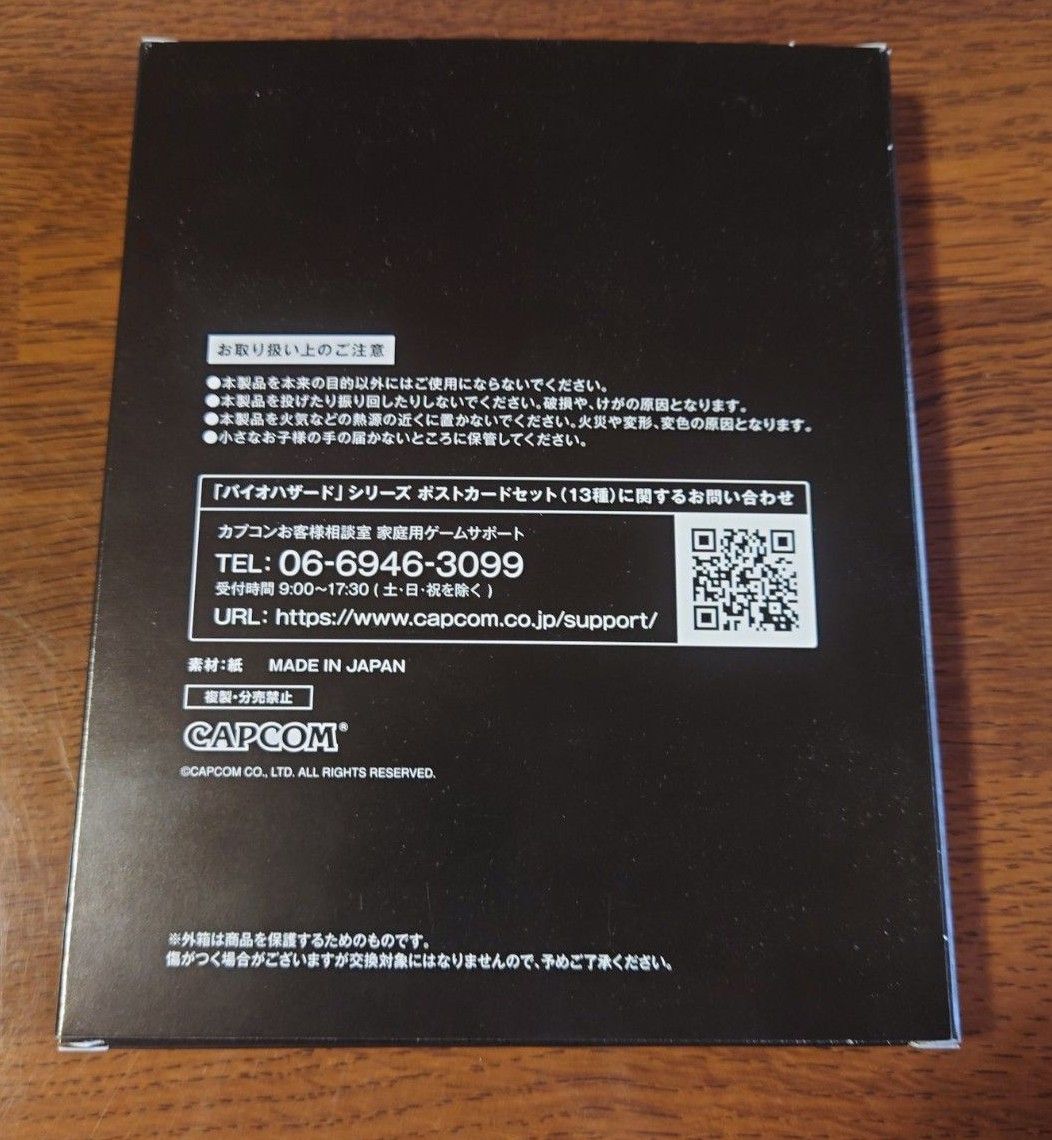 お取り扱い上のご注意
●本製品を本来の目的以外にはご使用にならないでください。
●本製品を投げたり振り回したりしないでください。破損や、けがの原因となります。
●本製品を火気などの熱源の近くに置かないでください。火災や変形、変色の原因となります。
●小さなお子様の手の届かないところに保管してください。
「バイオハザード」シリーズ ポストカードセット(13種)に関するお問い合わせ
カプコンお客様相談室 家庭用ゲームサポート
TEL: 06-6946-3099
受付時間 9:00～17:30 (土・日・祝を除く)
URL: https://www.capcom.co.jp/support/
素材:紙 MADE IN JAPAN
複製・分売禁止
CAPCOM®
©CAPCOM CO., LTD. ALL RIGHTS RESERVED.
※外箱は商品を保護するためのものです。
傷がつく場合がございますが交換対象にはなりませんので、予めご了承ください。